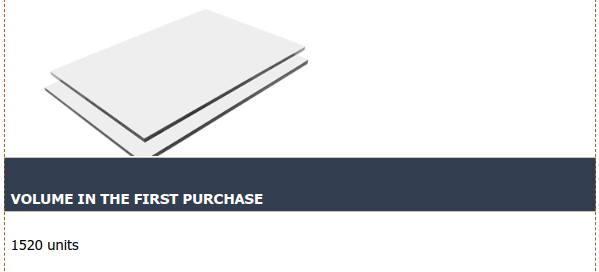 VOLUME IN THE FIRST PURCHASE
1520 units